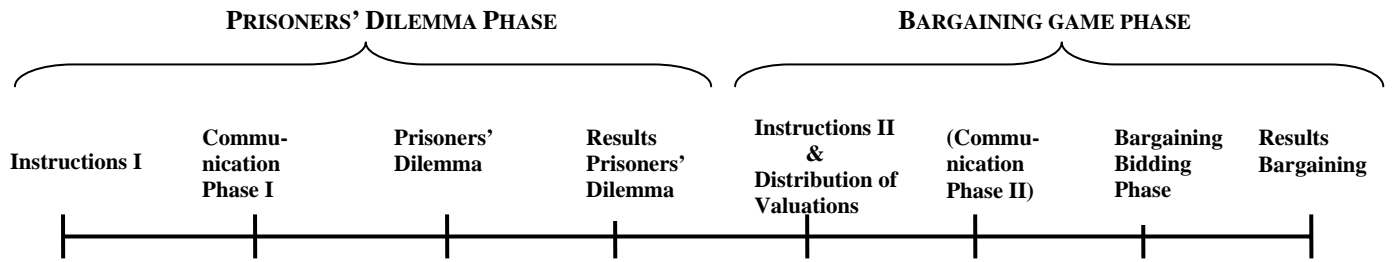 PRISONERS' DILEMMA PHASE
BARGAINING GAME PHASE
Instructions I
Commu-
nication
Phase I
Prisoners'
Dilemma
Results
Prisoners'
Dilemma
Instructions II
&
Distribution of
Valuations
(Commu-
nication
Phase II)
Bargaining
Bidding
Phase
Results
Bargaining